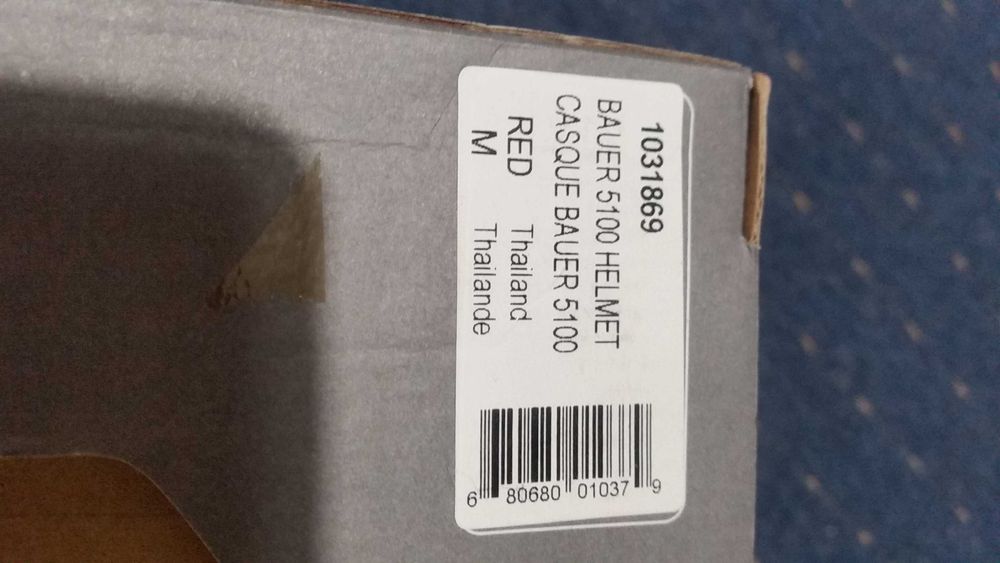 1031869
BAUER 5100 HELMET
CASQUE BAUER 5100
RED Thailand
M Thailande
6 80680 01037 9